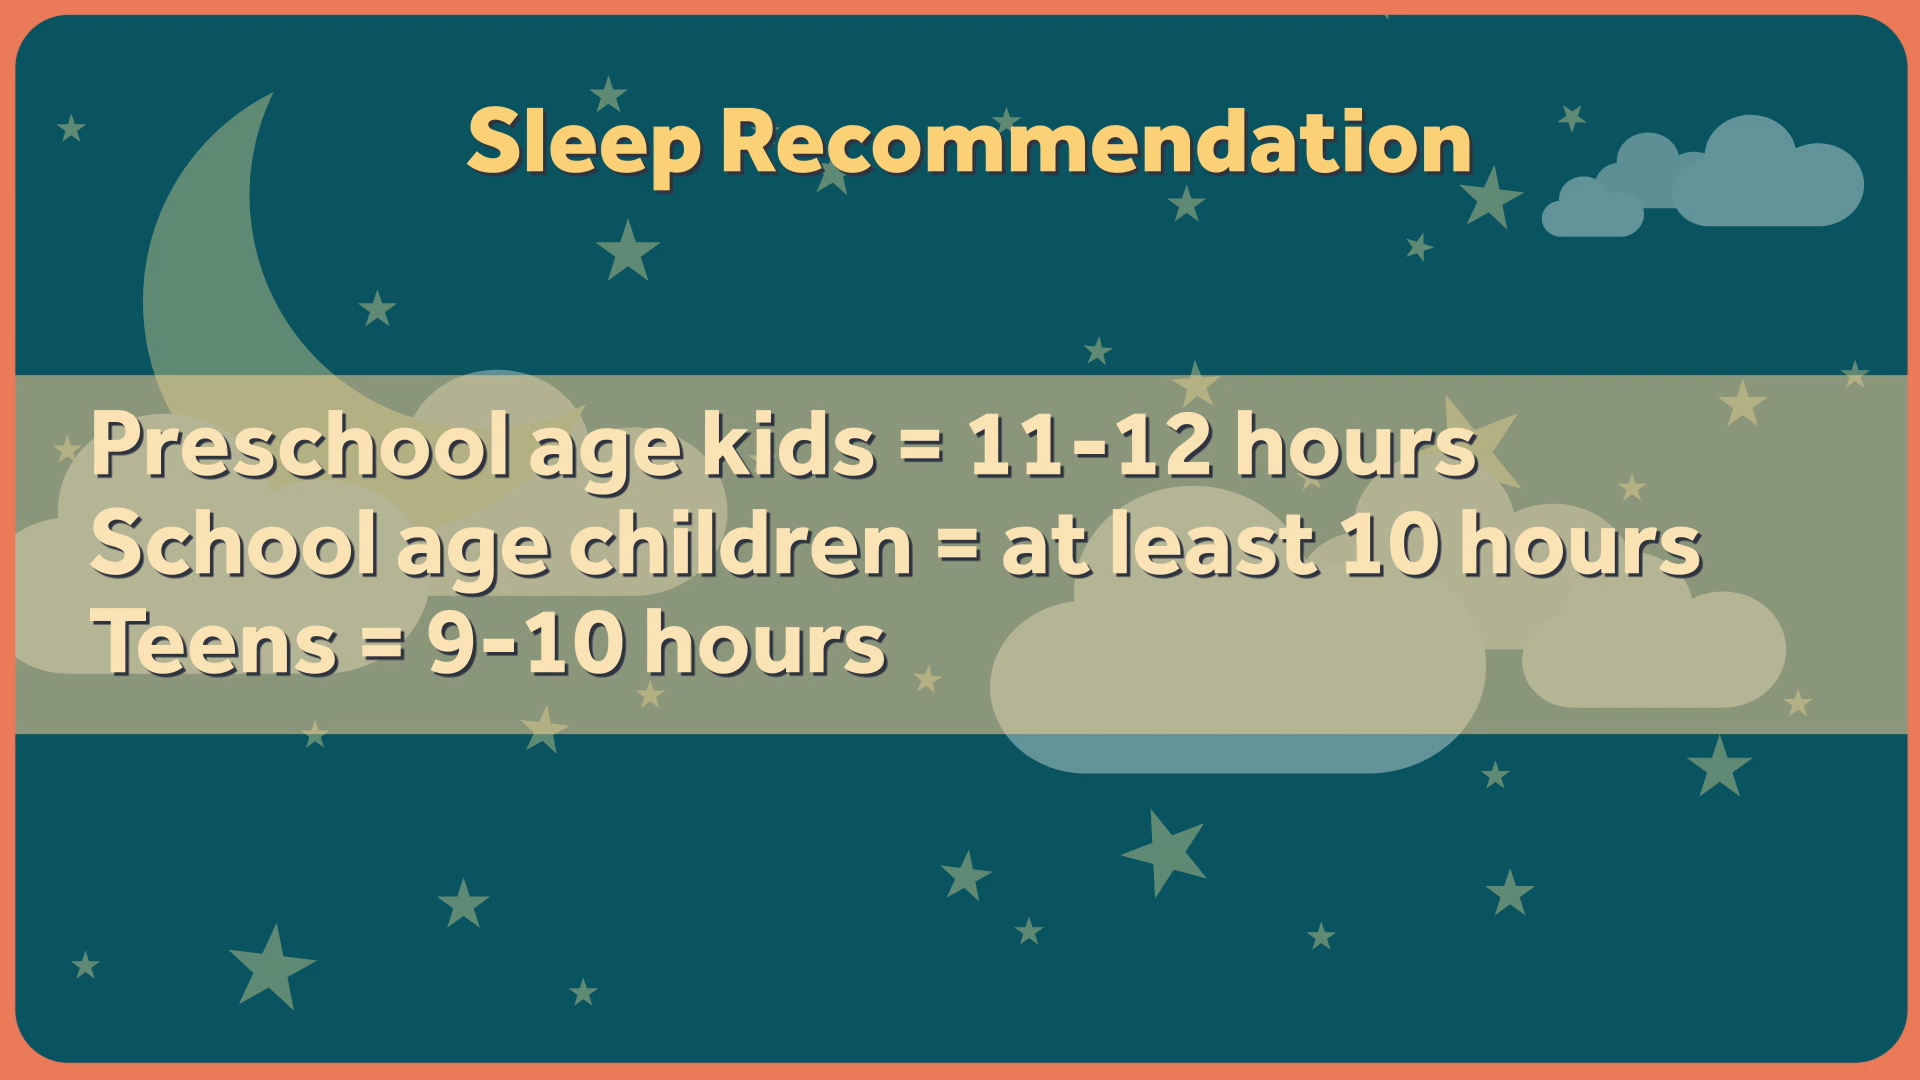 Sleep Recommendation
Preschool age kids = 11-12 hours
School age children = at least 10 hours
Teens = 9-10 hours